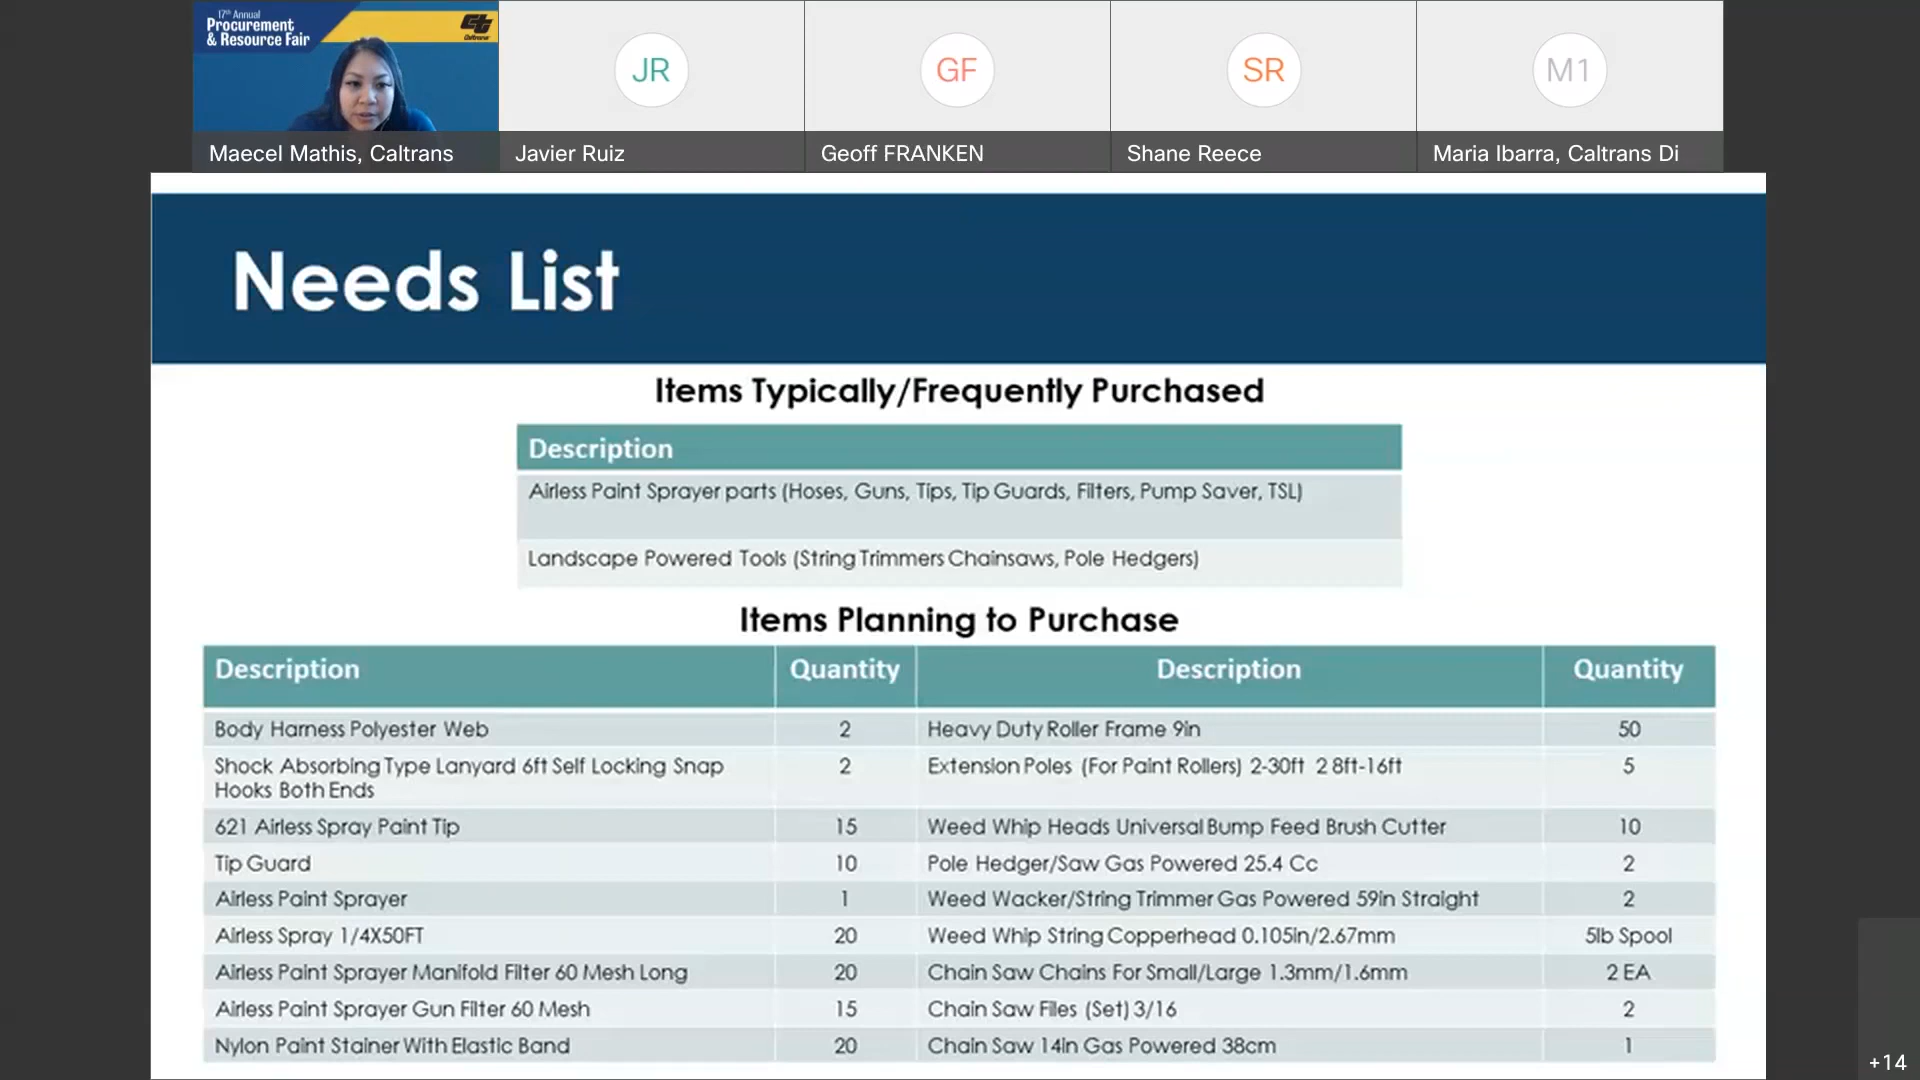 17th Annual
Procurement
& Resource Fair
Caltrans
JR
GF
SR
M1
Maecel Mathis, Caltrans
Javier Ruiz
Geoff FRANKEN
Shane Reece
Maria Ibarra, Caltrans Di
Needs List
Items Typically/Frequently Purchased
Description
Airless Paint Sprayer parts (Hoses, Guns, Tips, Tip Guards, Filters, Pump Saver, TSL)
Landscape Powered Tools (String Trimmers Chainsaws, Pole Hedgers)
Items Planning to Purchase
Description Quantity Description Quantity
Body Harness Polyester Web 2 Heavy Duty Roller Frame 9in 50
Shock Absorbing Type Lanyard 6ft Self Locking Snap 2 Extension Poles (For Paint Rollers) 2-30ft 2 8ft-16ft 5
Hooks Both Ends
621 Airless Spray Paint Tip 15 Weed Whip Heads Universal Bump Feed Brush Cutter 10
Tip Guard 10 Pole Hedger/Saw Gas Powered 25.4 Cc 2
Airless Paint Sprayer 1 Weed Wacker/String Trimmer Gas Powered 59in Straight 2
Airless Spray 1/4X50FT 20 Weed Whip String Copperhead 0.105in/2.67mm 5lb Spool
Airless Paint Sprayer Manifold Filter 60 Mesh Long 20 Chain Saw Chains For Small/Large 1.3mm/1.6mm 2 EA
Airless Paint Sprayer Gun Filter 60 Mesh 15 Chain Saw Files (Set) 3/16 2
Nylon Paint Stainer With Elastic Band 20 Chain Saw 14in Gas Powered 38cm 1
+14